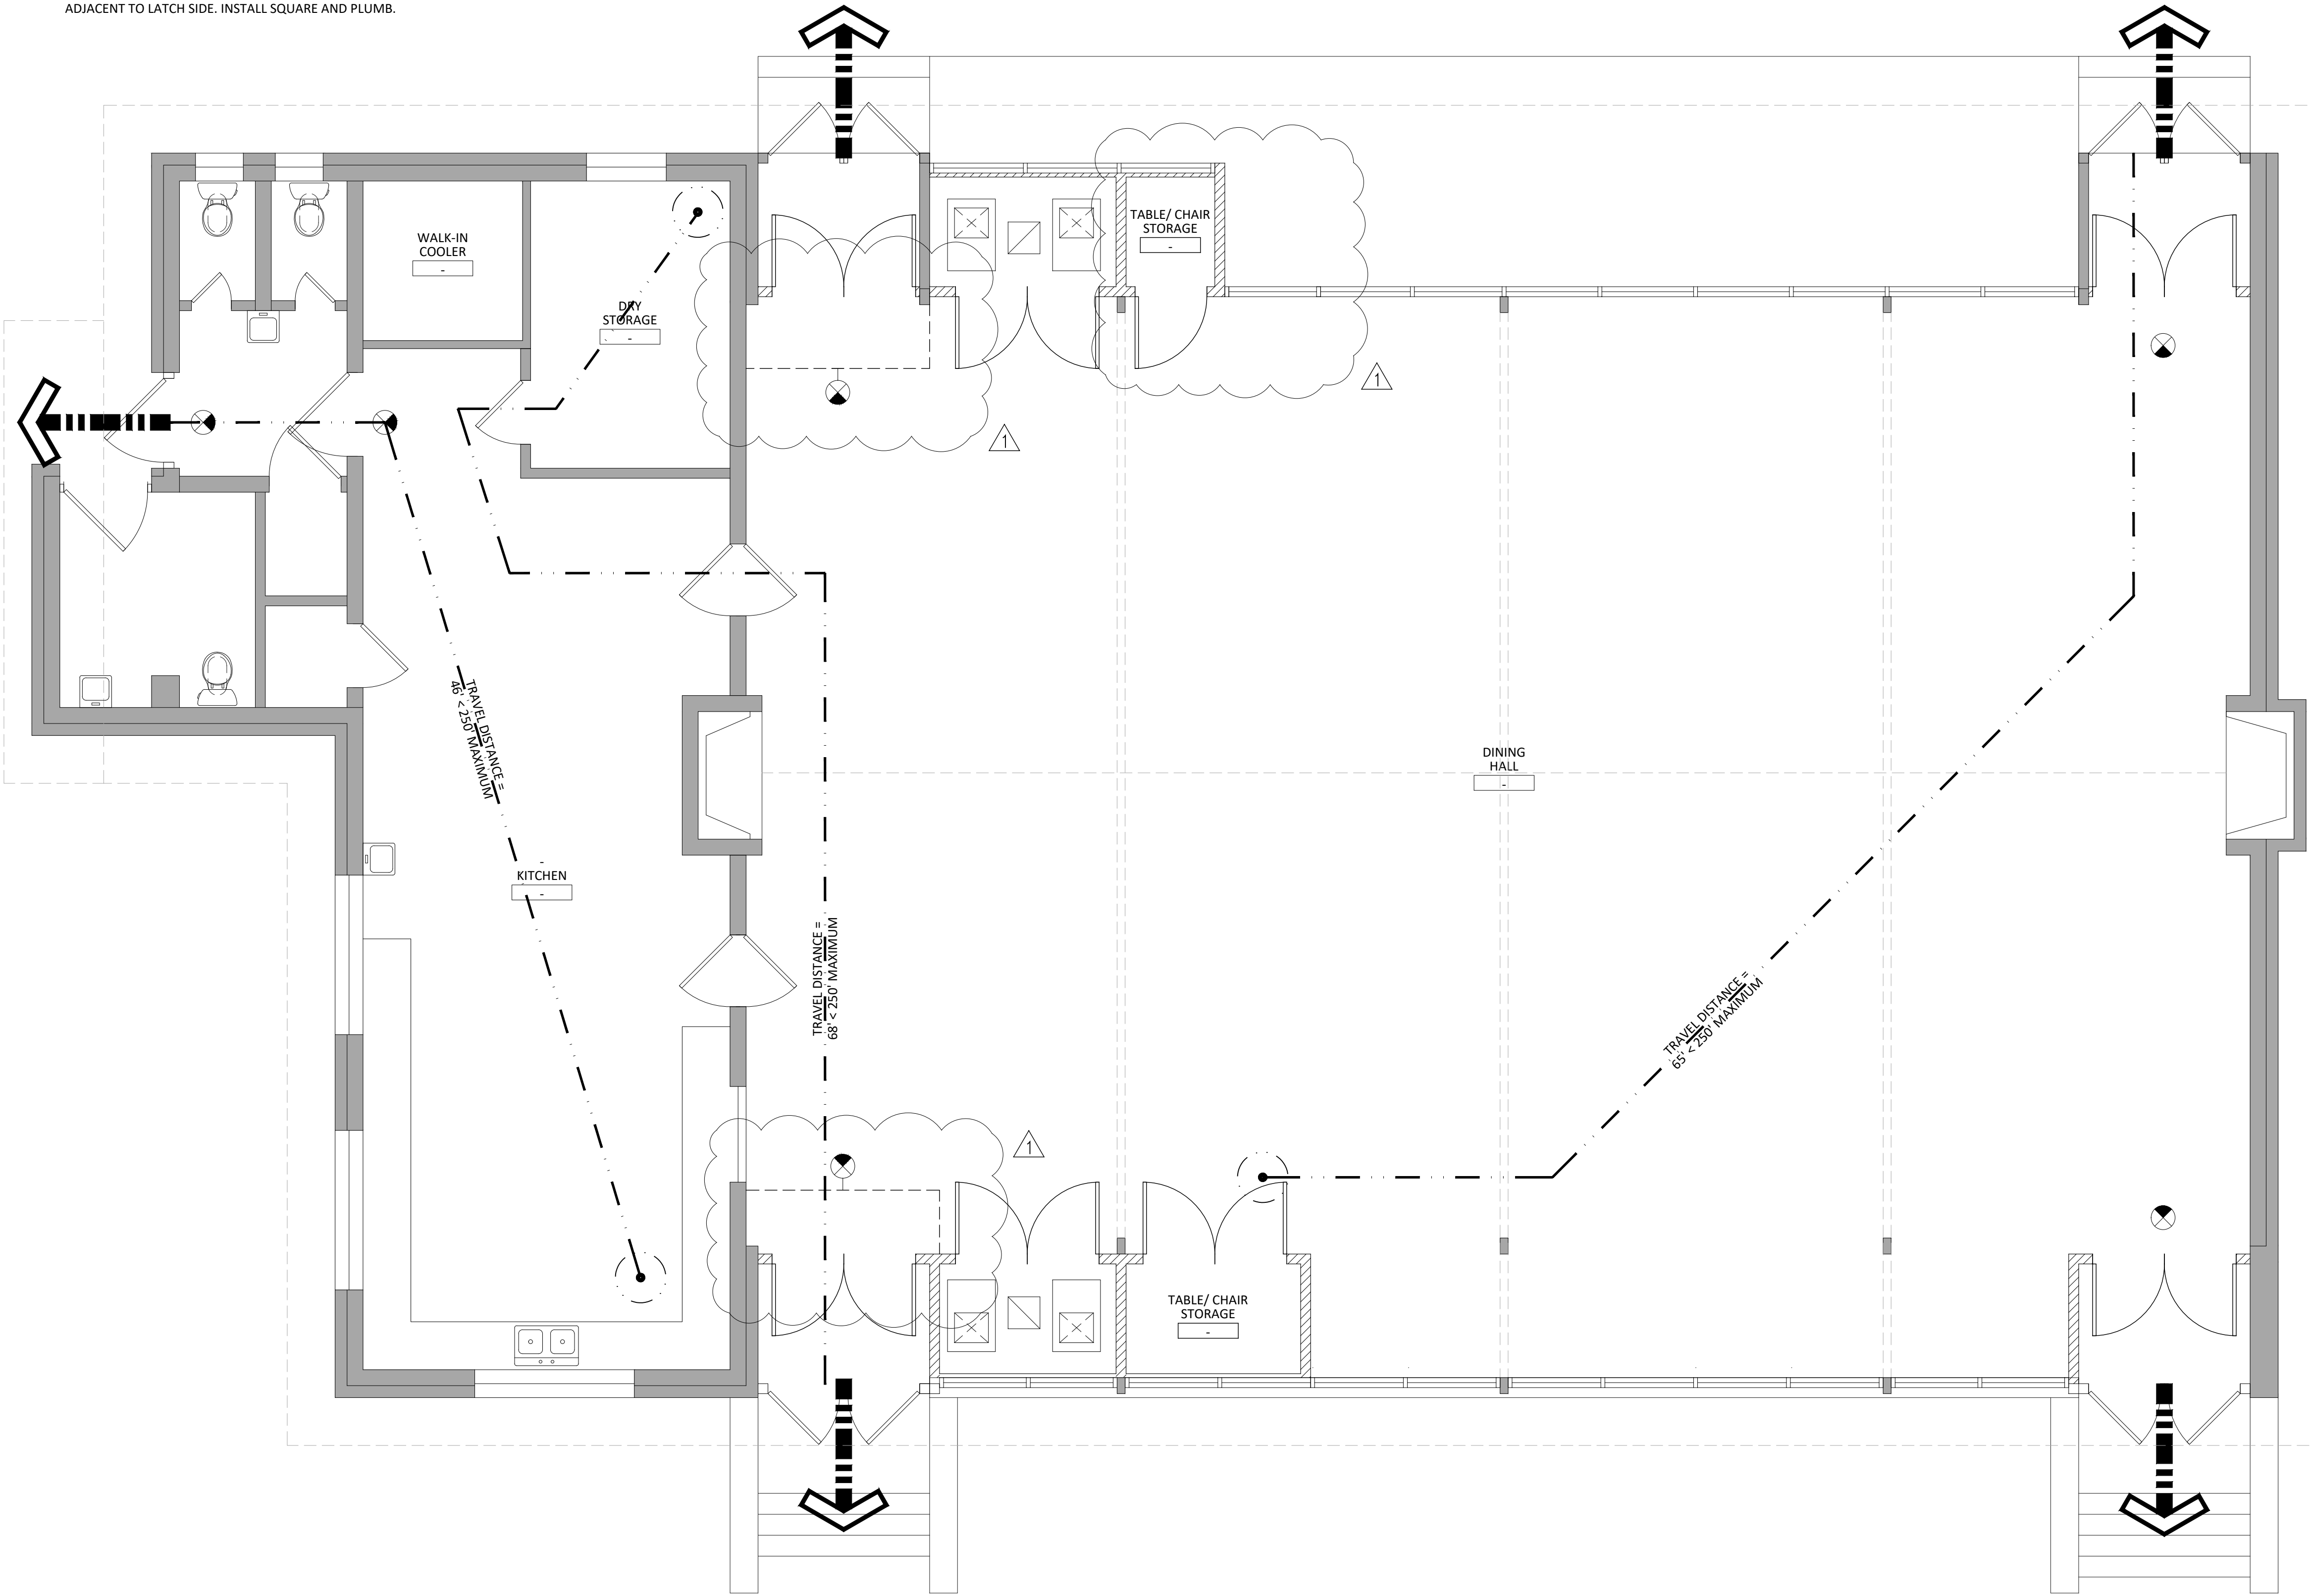 ADJACENT TO LATCH SIDE. INSTALL SQUARE AND PLUMB.
WALK-IN
COOLER
-
DRY
STORAGE
-
TABLE/ CHAIR
STORAGE
-
1
1
TRAVEL DISTANCE =
46' < 250' MAXIMUM
DINING
HALL
-
-
KITCHEN
-
TRAVEL DISTANCE =
68' < 250' MAXIMUM
TRAVEL DISTANCE =
65' < 250' MAXIMUM
1
TABLE/ CHAIR
STORAGE
-